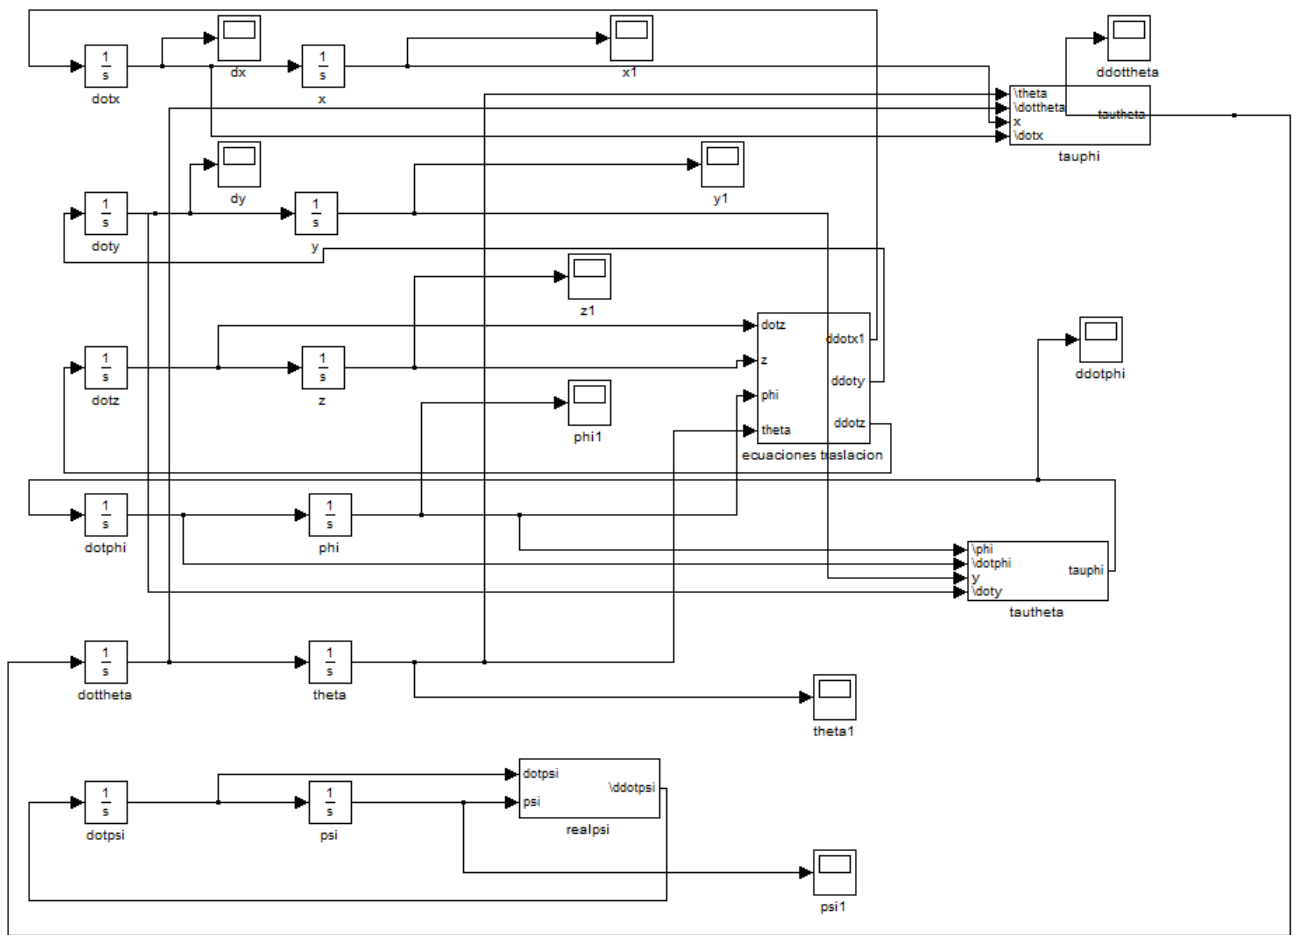 1
s
dotx
dx
1
s
x
x1
ddottheta
\theta
\dottheta
x
\dotx
tautheta
tauphi
1
s
doty
dy
1
s
y
y1
z1
1
s
dotz
1
s
z
phi1
dotz
z
phi
theta
ddotx1
ddoty
ddotz
ecuaciones traslacion
ddotphi
1
s
dotphi
1
s
phi
\phi
\dotphi
y
\doty
tauphi
tautheta
1
s
dottheta
1
s
theta
theta1
1
s
dotpsi
1
s
psi
dotpsi
psi
\ddotpsi
realpsi
psi1